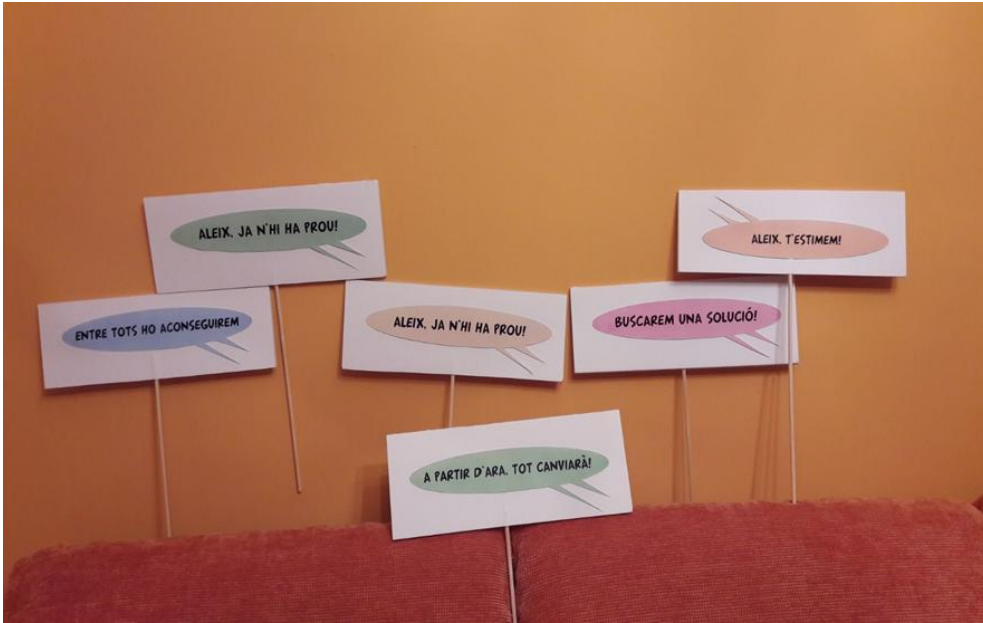 ALEIX, JA N'HI HA PROU!
ALEIX, T'ESTIMEM!
ENTRE TOTS HO ACONSEGUIREM
ALEIX, JA N'HI HA PROU!
BUSCAREM UNA SOLUCIÓ!
A PARTIR D'ARA, TOT CANVIARÀ!